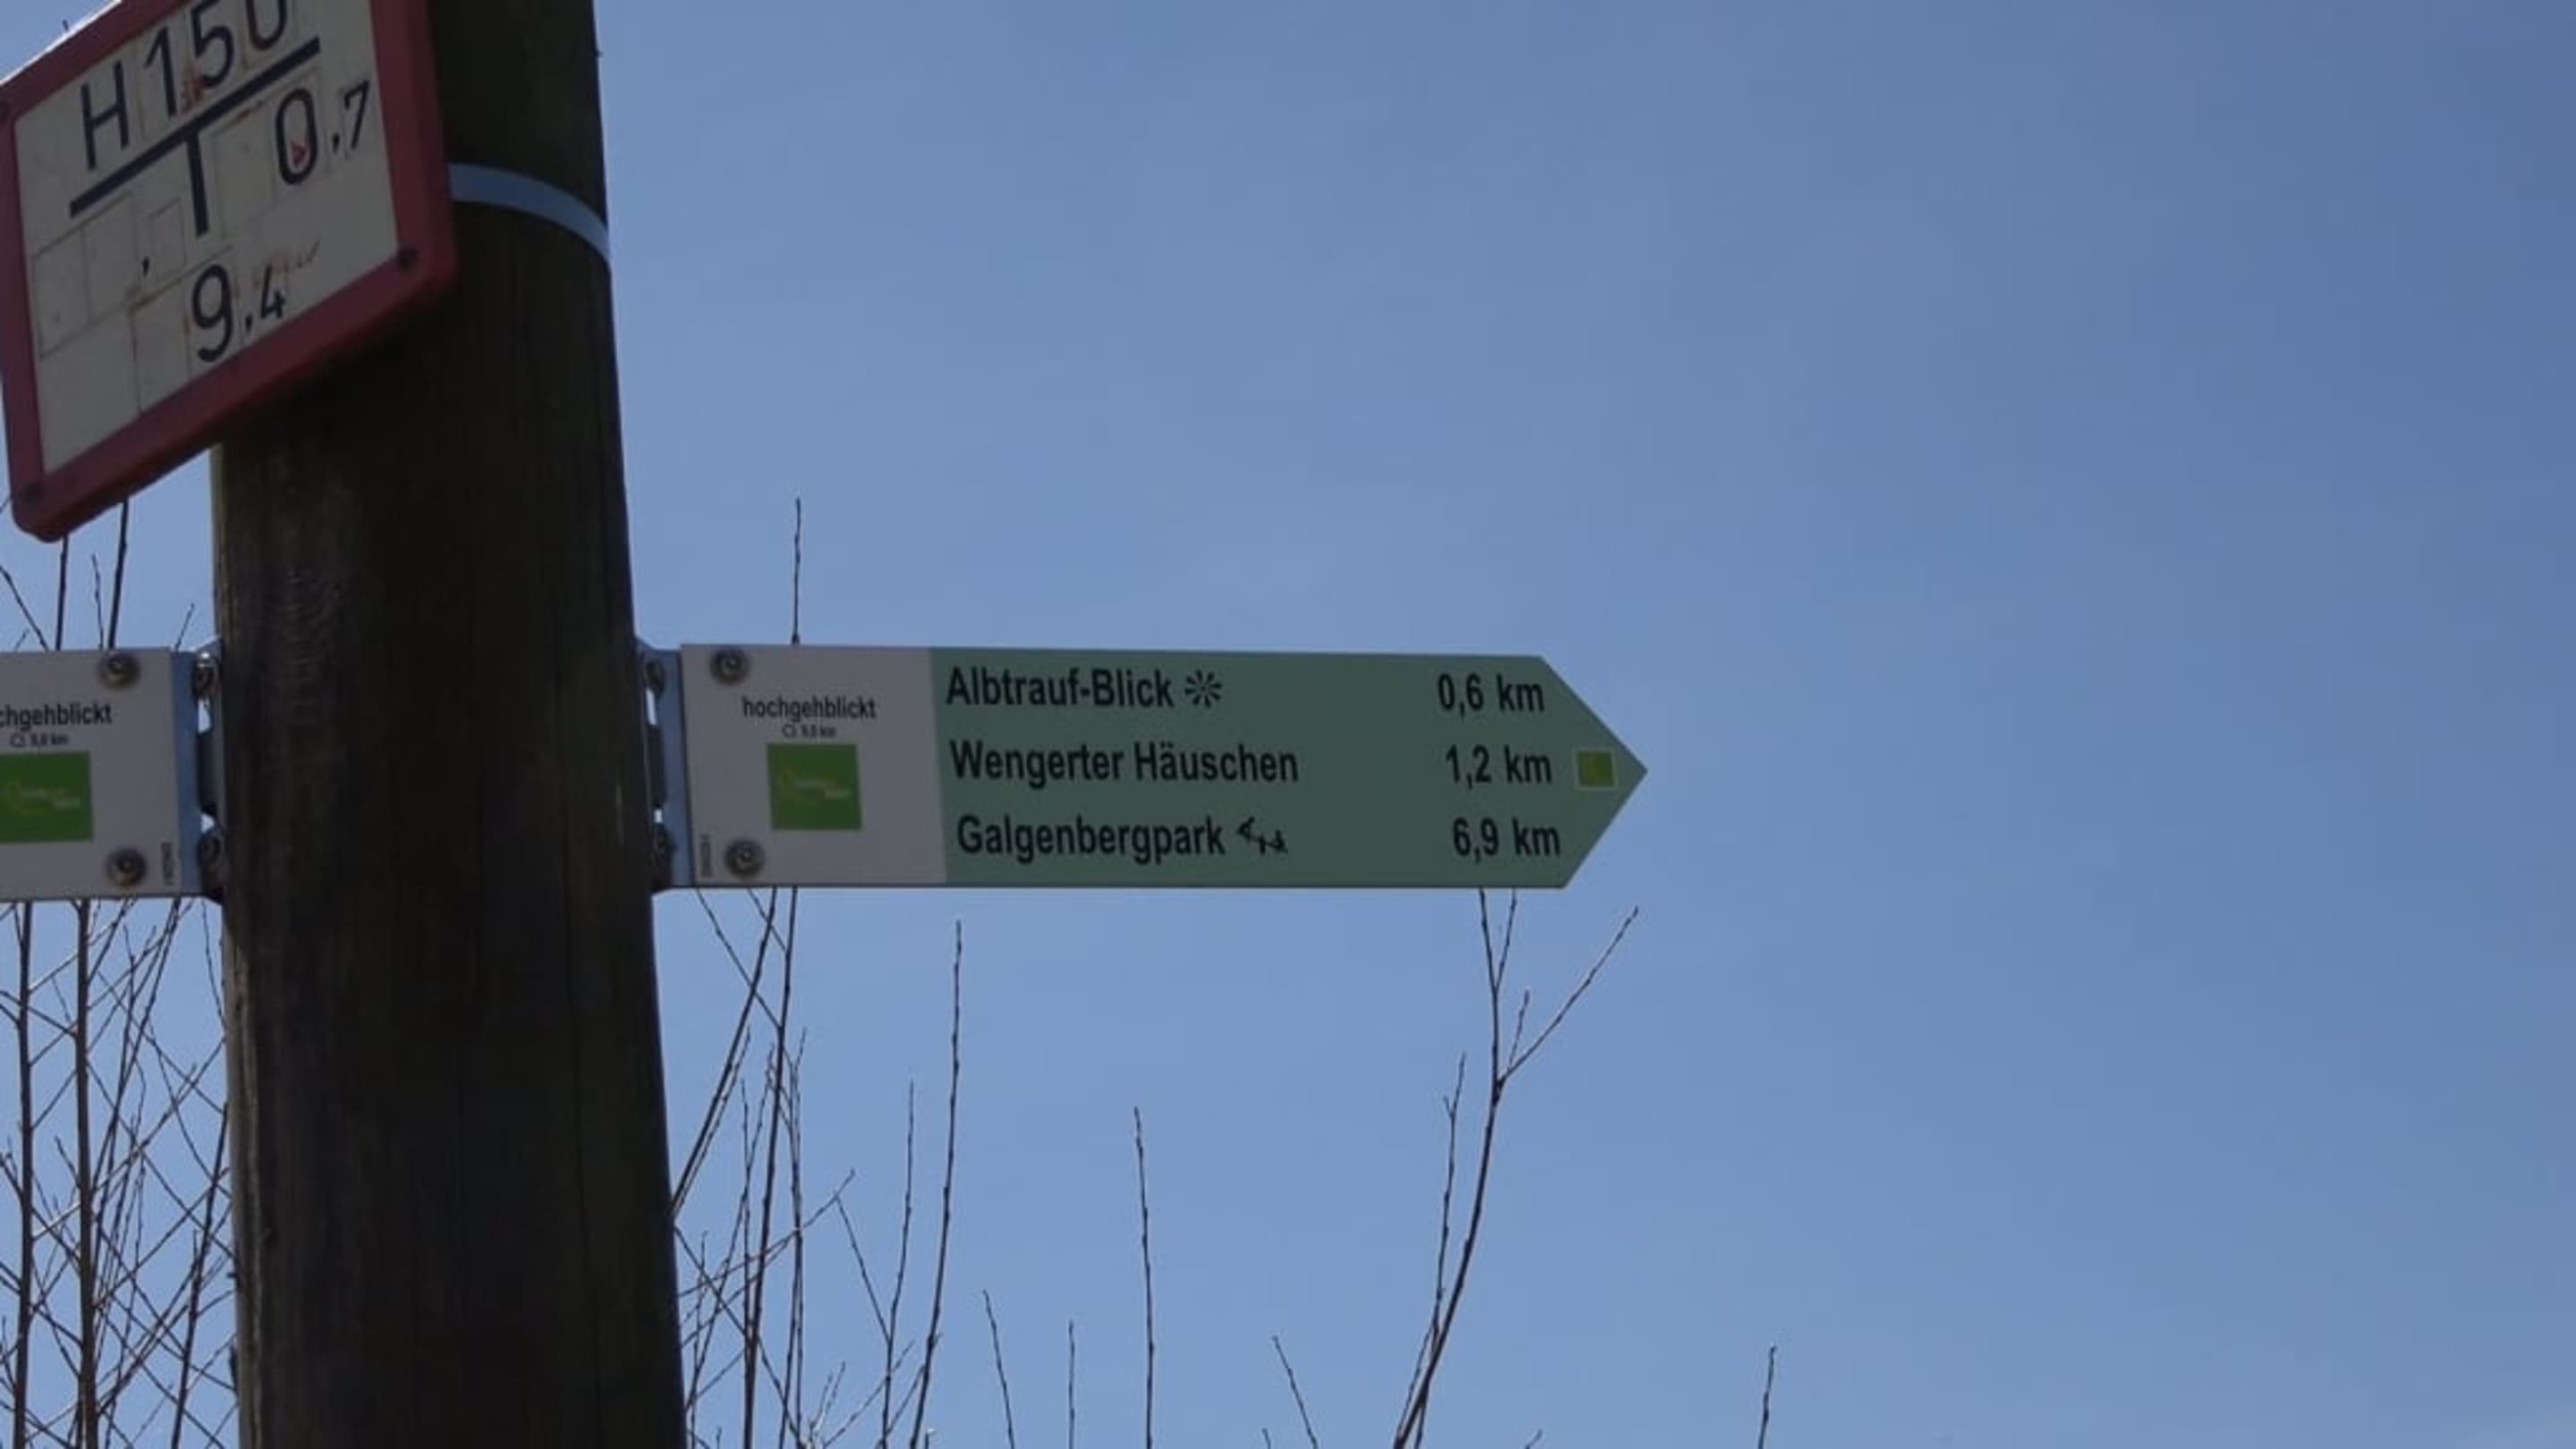 H150
0,7
,
9,4
chgehblickt
hochgehblickt
Albtrauf-Blick 0,6 km
Wengerter Häuschen 1,2 km
Galgenbergpark 6,9 km